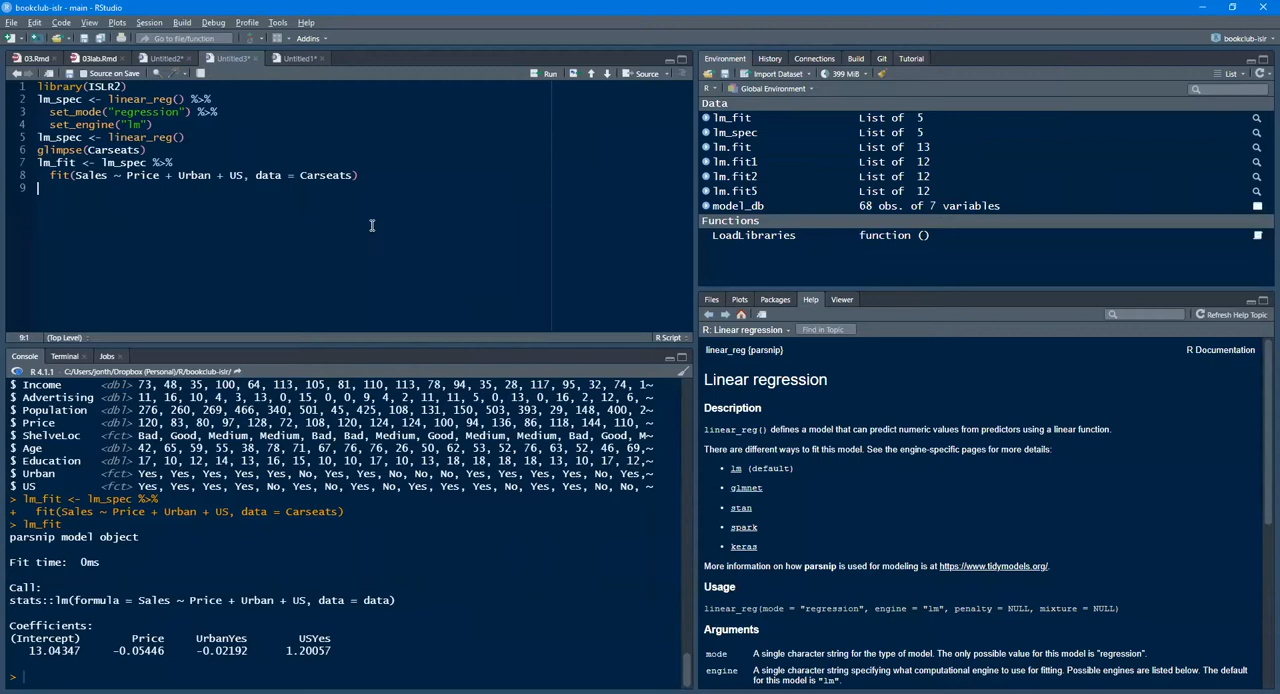 bookclub-islr - main - RStudio
File Edit Code View Plots Session Build Debug Profile Tools Help
Go to file/function Addins bookclub-islr
03.Rmd 03lab.Rmd Untitled2* Untitled3* Untitled1*
Source on Save Run Source
1 library(ISLR2)
2 lm_spec <- linear_reg() %>%
3 set_mode("regression") %>%
4 set_engine("lm")
5 lm_spec <- linear_reg()
6 glimpse(Carseats)
7 lm_fit <- lm_spec %>%
8 fit(Sales ~ Price + Urban + US, data = Carseats)
9
9:1 (Top Level) R Script
Console Terminal Jobs
R 4.1.1 · C:/Users/jonth/Dropbox (Personal)/R/bookclub-islr/
$ Income <dbl> 73, 48, 35, 100, 64, 113, 105, 81, 110, 113, 78, 94, 35, 28, 117, 95, 32, 74, 1~
$ Advertising <dbl> 11, 16, 10, 4, 3, 13, 0, 15, 0, 0, 9, 4, 2, 11, 11, 5, 0, 13, 0, 16, 2, 12, 6, ~
$ Population <dbl> 276, 260, 269, 466, 340, 501, 45, 425, 108, 131, 150, 503, 393, 29, 148, 400, 2~
$ Price <dbl> 120, 83, 80, 97, 128, 72, 108, 120, 124, 124, 100, 94, 136, 86, 118, 144, 110, ~
$ ShelveLoc <fct> Bad, Good, Medium, Medium, Bad, Bad, Medium, Good, Medium, Medium, Bad, Good, M~
$ Age <dbl> 42, 65, 59, 55, 38, 78, 71, 67, 76, 76, 26, 50, 62, 53, 52, 76, 63, 52, 46, 69,~
$ Education <dbl> 17, 10, 12, 14, 13, 16, 15, 10, 10, 17, 10, 13, 18, 18, 18, 18, 13, 10, 17, 12,~
$ Urban <fct> Yes, Yes, Yes, Yes, Yes, No, Yes, Yes, No, No, No, Yes, Yes, Yes, Yes, No, Yes,~
$ US <fct> Yes, Yes, Yes, Yes, No, Yes, No, Yes, No, Yes, Yes, Yes, No, Yes, Yes, No, No, ~
> lm_fit <- lm_spec %>%
+ fit(Sales ~ Price + Urban + US, data = Carseats)
> lm_fit
parsnip model object
Fit time: 0ms
Call:
stats::lm(formula = Sales ~ Price + Urban + US, data = data)
Coefficients:
(Intercept) Price UrbanYes USYes
13.04347 -0.05446 -0.02192 1.20057
>
Environment History Connections Build Git Tutorial
Import Dataset 399 MiB List
R Global Environment
Data
lm_fit List of 5
lm_spec List of 5
lm.fit List of 13
lm.fit1 List of 12
lm.fit2 List of 12
lm.fit5 List of 12
model_db 68 obs. of 7 variables
Functions
LoadLibraries function ()
Files Plots Packages Help Viewer
Refresh Help Topic
R: Linear regression Find in Topic
linear_reg {parsnip} R Documentation
Linear regression
Description
linear_reg() defines a model that can predict numeric values from predictors using a linear function.
There are different ways to fit this model. See the engine-specific pages for more details:
• lm (default)
• glmnet
• stan
• spark
• keras
More information on how parsnip is used for modeling is at https://www.tidymodels.org/.
Usage
linear_reg(mode = "regression", engine = "lm", penalty = NULL, mixture = NULL)
Arguments
mode A single character string for the type of model. The only possible value for this model is "regression".
engine A single character string specifying what computational engine to use for fitting. Possible engines are listed below. The default
for this model is "lm".